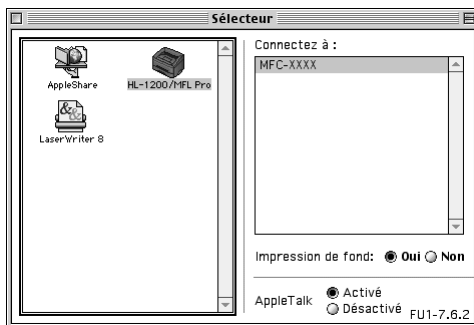 Sélecteur
AppleShare
HL-1200/MFL Pro
LaserWriter 8
Connectez à :
MFC-XXXX
Impression de fond: Oui Non
AppleTalk
Activé
Désactivé
FU1-7.6.2